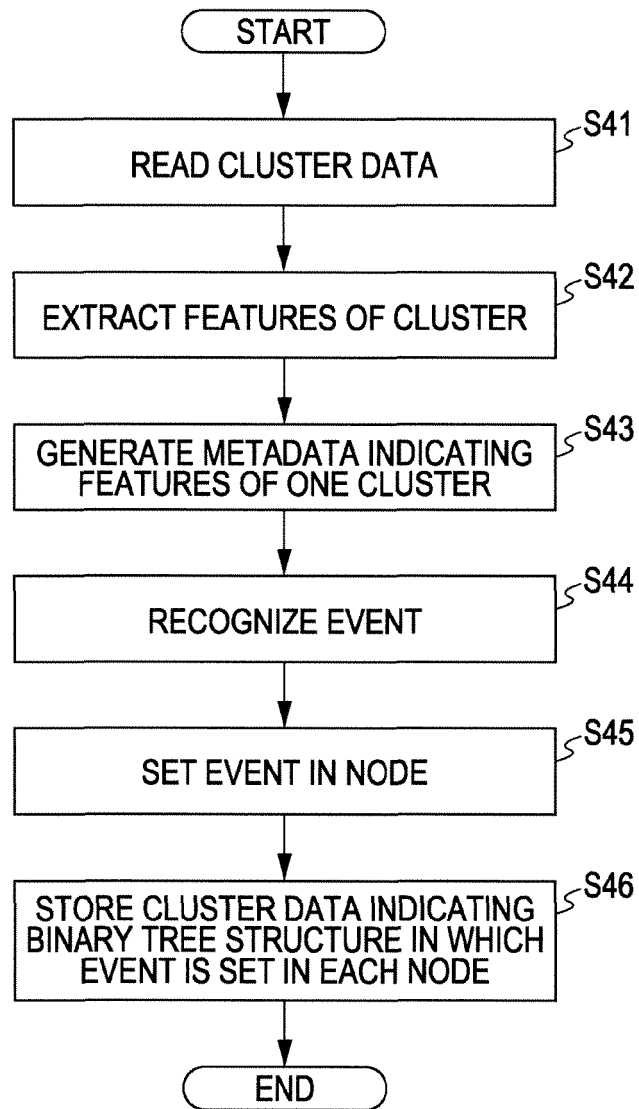 START
S41
READ CLUSTER DATA
S42
EXTRACT FEATURES OF CLUSTER
S43
GENERATE METADATA INDICATING
FEATURES OF ONE CLUSTER
S44
RECOGNIZE EVENT
S45
SET EVENT IN NODE
S46
STORE CLUSTER DATA INDICATING
BINARY TREE STRUCTURE IN WHICH
EVENT IS SET IN EACH NODE
END